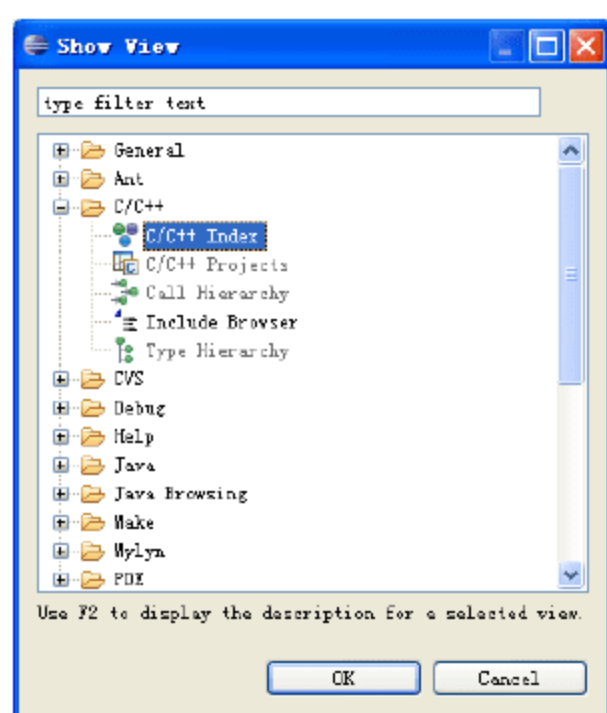 Show View
type filter text
General
Ant
C/C++
C/C++ Index
C/C++ Projects
Call Hierarchy
Include Browser
Type Hierarchy
CVS
Debug
Help
Java
Java Browsing
Make
Mylyn
PDE
Use F2 to display the description for a selected view.
OK
Cancel